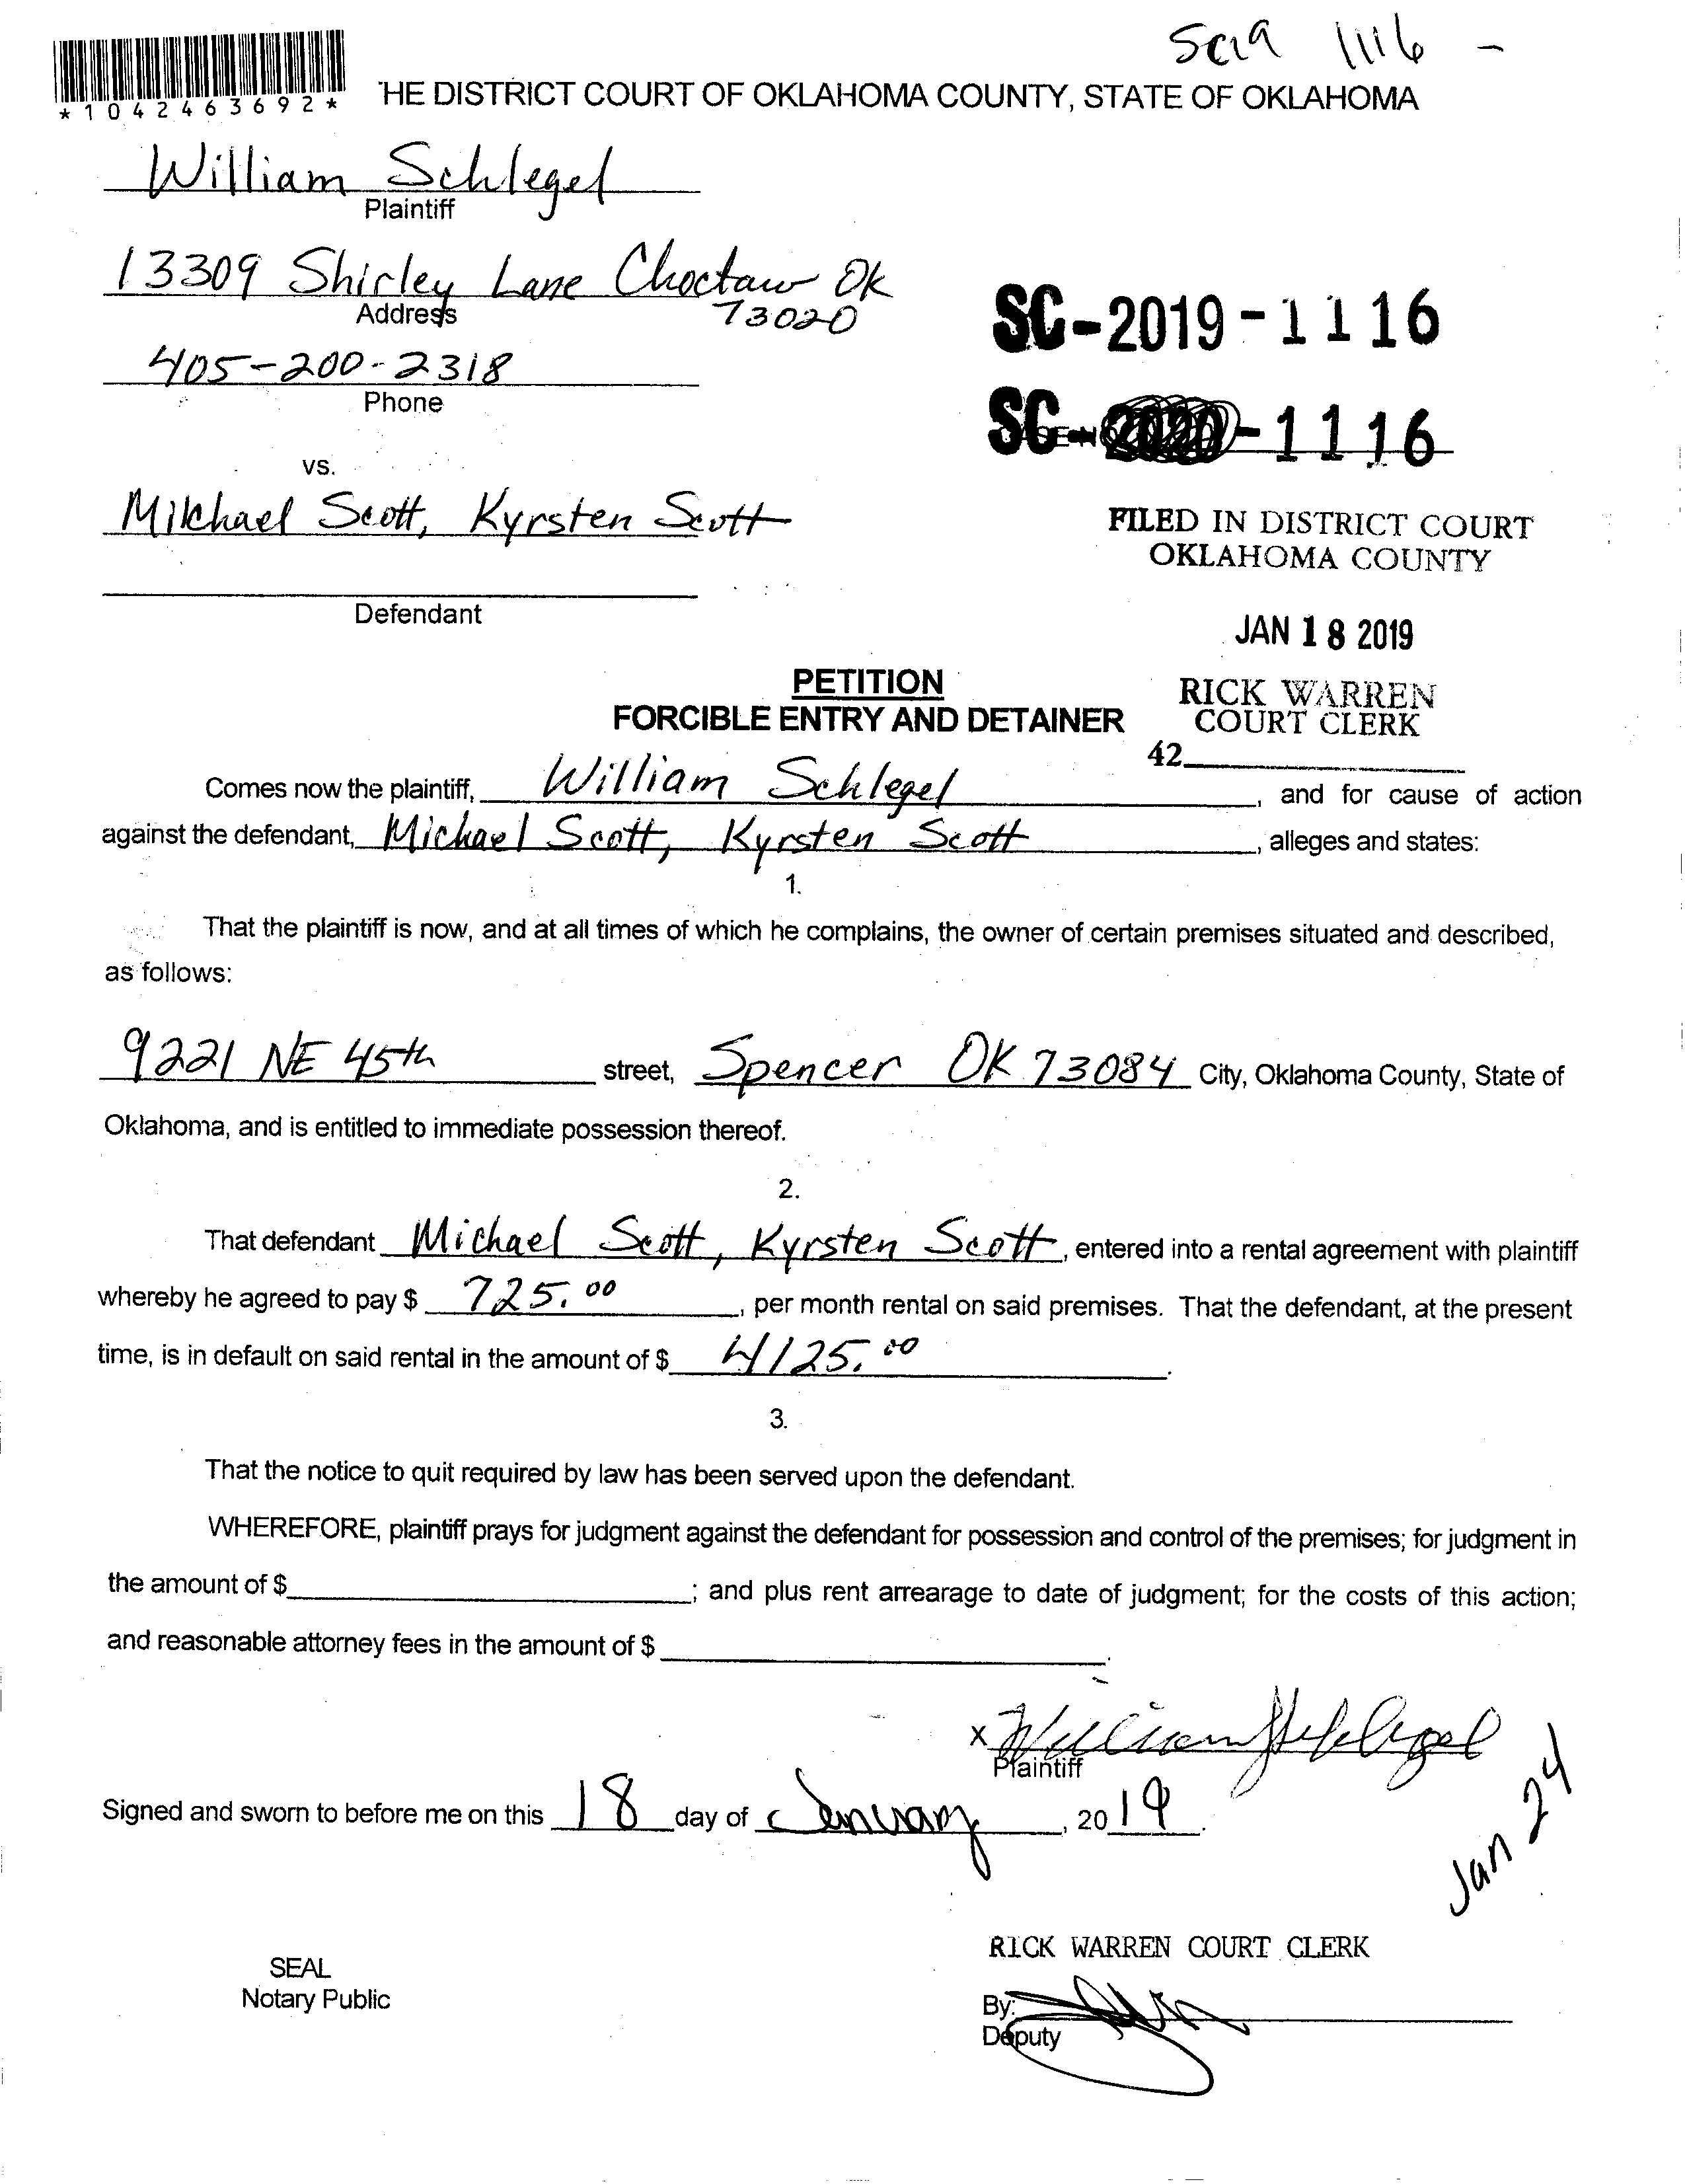 SC19 1116 -
*1042463692*
THE DISTRICT COURT OF OKLAHOMA COUNTY, STATE OF OKLAHOMA
William Schlegel
Plaintiff
13309 Shirley Lane Choctaw Ok
Address
73020
405-200-2318
Phone
SC-2019-1116
SC-2020-1116
vs.
Mikhael Scott, Kyrsten Scott
Defendant
FILED IN DISTRICT COURT
OKLAHOMA COUNTY
JAN 18 2019
RICK WARREN
COURT CLERK
42
PETITION
FORCIBLE ENTRY AND DETAINER
Comes now the plaintiff, William Schlegel, and for cause of action
against the defendant, Michael Scott, Kyrsten Scott, alleges and states:
1.
That the plaintiff is now, and at all times of which he complains, the owner of certain premises situated and described,
as follows:
9221 NE 45th street, Spencer OK 73084 City, Oklahoma County, State of
Oklahoma, and is entitled to immediate possession thereof.
2.
That defendant Michael Scott, Kyrsten Scott, entered into a rental agreement with plaintiff
whereby he agreed to pay $ 725.00, per month rental on said premises. That the defendant, at the present
time, is in default on said rental in the amount of $ 4125.00.
3.
That the notice to quit required by law has been served upon the defendant.
WHEREFORE, plaintiff prays for judgment against the defendant for possession and control of the premises; for judgment in
the amount of $ ; and plus rent arrearage to date of judgment; for the costs of this action;
and reasonable attorney fees in the amount of $ .
x William Schlegel
Plaintiff
Signed and sworn to before me on this 18 day of January, 2019.
Jan 24
RICK WARREN COURT CLERK
SEAL
Notary Public
By:
Deputy